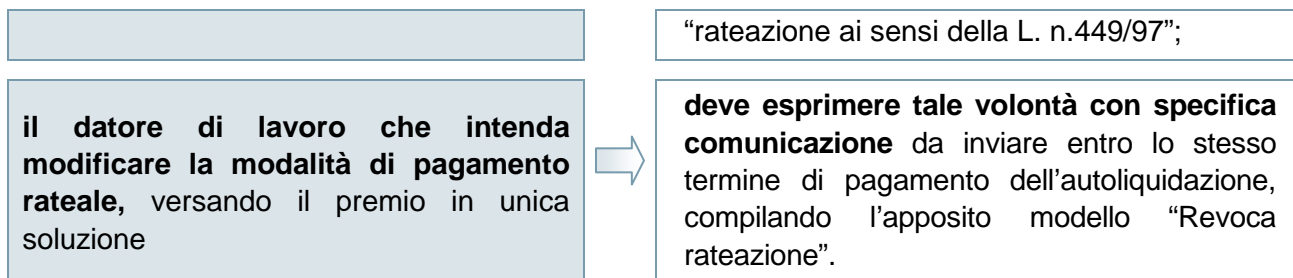 “rateazione ai sensi della L. n.449/97”;
il datore di lavoro che intenda
modificare la modalità di pagamento
rateale, versando il premio in unica
soluzione
deve esprimere tale volontà con specifica
comunicazione da inviare entro lo stesso
termine di pagamento dell’autoliquidazione,
compilando l’apposito modello “Revoca
rateazione”.